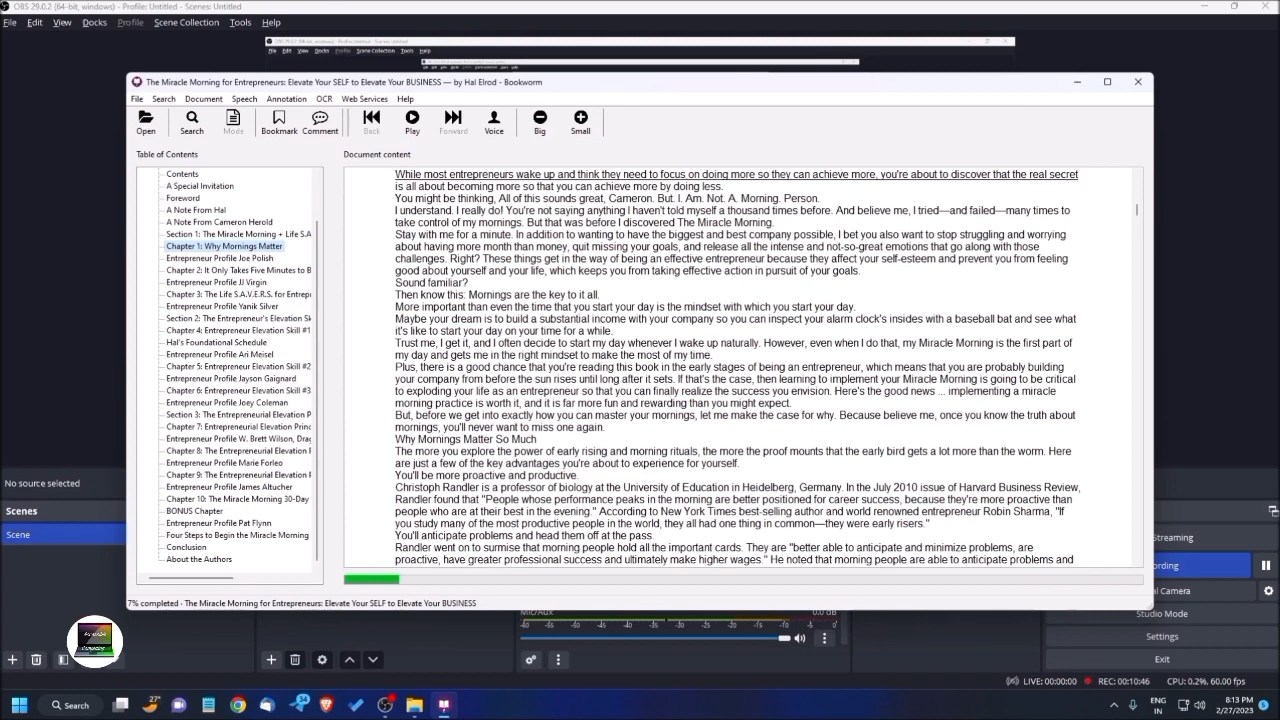 OBS 29.0.2 (64-bit, windows) - Profile: Untitled - Scenes: Untitled
File Edit View Docks Profile Scene Collection Tools Help
OBS 29.0.2 (64-bit, windows) - Profile: Untitled - Scenes: Untitled
File Edit View Docks Profile Scene Collection Tools Help
The Miracle Morning for Entrepreneurs: Elevate Your SELF to Elevate Your BUSINESS — by Hal Elrod - Bookworm
File Search Document Speech Annotation OCR Web Services Help
Open Search Mode Bookmark Comment Back Play Forward Voice Big Small
Table of Contents
Contents
A Special Invitation
Foreword
A Note From Hal
A Note From Cameron Herold
Section 1: The Miracle Morning + Life S.A
Chapter 1: Why Mornings Matter
Entrepreneur Profile Joe Polish
Chapter 2: It Only Takes Five Minutes to B
Entrepreneur Profile JJ Virgin
Chapter 3: The Life S.A.V.E.R.S. for Entrep
Entrepreneur Profile Yanik Silver
Section 2: The Entrepreneur's Elevation Sk
Chapter 4: Entrepreneur Elevation Skill #1
Hal's Foundational Schedule
Entrepreneur Profile Ari Meisel
Chapter 5: Entrepreneur Elevation Skill #2
Entrepreneur Profile Jayson Gaignard
Chapter 6: Entrepreneur Elevation Skill #3
Entrepreneur Profile Joey Coleman
Section 3: The Entrepreneurial Elevation P
Chapter 7: Entrepreneurial Elevation Princ
Entrepreneur Profile W. Brett Wilson, Drag
Chapter 8: The Entrepreneurial Elevation P
Entrepreneur Profile Marie Forleo
Chapter 9: The Entrepreneurial Elevation P
Entrepreneur Profile James Altucher
Chapter 10: The Miracle Morning 30-Day
BONUS Chapter
Entrepreneur Profile Pat Flynn
Four Steps to Begin the Miracle Morning
Conclusion
About the Authors
Document content
While most entrepreneurs wake up and think they need to focus on doing more so they can achieve more, you're about to discover that the real secret
is all about becoming more so that you can achieve more by doing less.
You might be thinking, All of this sounds great, Cameron. But. I. Am. Not. A. Morning. Person.
I understand. I really do! You're not saying anything I haven't told myself a thousand times before. And believe me, I tried—and failed—many times to
take control of my mornings. But that was before I discovered The Miracle Morning.
Stay with me for a minute. In addition to wanting to have the biggest and best company possible, I bet you also want to stop struggling and worrying
about having more month than money, quit missing your goals, and release all the intense and not-so-great emotions that go along with those
challenges. Right? These things get in the way of being an effective entrepreneur because they affect your self-esteem and prevent you from feeling
good about yourself and your life, which keeps you from taking effective action in pursuit of your goals.
Sound familiar?
Then know this: Mornings are the key to it all.
More important than even the time that you start your day is the mindset with which you start your day.
Maybe your dream is to build a substantial income with your company so you can inspect your alarm clock's insides with a baseball bat and see what
it's like to start your day on your time for a while.
Trust me, I get it, and I often decide to start my day whenever I wake up naturally. However, even when I do that, my Miracle Morning is the first part of
my day and gets me in the right mindset to make the most of my time.
Plus, there is a good chance that you're reading this book in the early stages of being an entrepreneur, which means that you are probably building
your company from before the sun rises until long after it sets. If that's the case, then learning to implement your Miracle Morning is going to be critical
to exploding your life as an entrepreneur so that you can finally realize the success you envision. Here's the good news ... implementing a miracle
morning practice is worth it, and it is far more fun and rewarding than you might expect.
But, before we get into exactly how you can master your mornings, let me make the case for why. Because believe me, once you know the truth about
mornings, you'll never want to miss one again.
Why Mornings Matter So Much
The more you explore the power of early rising and morning rituals, the more the proof mounts that the early bird gets a lot more than the worm. Here
are just a few of the key advantages you're about to experience for yourself.
You'll be more proactive and productive.
Christoph Randler is a professor of biology at the University of Education in Heidelberg, Germany. In the July 2010 issue of Harvard Business Review,
Randler found that "People whose performance peaks in the morning are better positioned for career success, because they're more proactive than
people who are at their best in the evening." According to New York Times best-selling author and world renowned entrepreneur Robin Sharma, "If
you study many of the most productive people in the world, they all had one thing in common—they were early risers."
You'll anticipate problems and head them off at the pass.
Randler went on to surmise that morning people hold all the important cards. They are "better able to anticipate and minimize problems, are
proactive, have greater professional success and ultimately make higher wages." He noted that morning people are able to anticipate problems and
7% completed - The Miracle Morning for Entrepreneurs: Elevate Your SELF to Elevate Your BUSINESS
No source selected
Scenes
Scene
Mic/Aux
0.0 dB
-60 -55 -50 -45 -40 -35 -30 -25 -20 -15 -10 -5 0
Streaming
ording
al Camera
Studio Mode
Settings
Exit
LIVE: 00:00:00 REC: 00:10:46 CPU: 0.2%, 60.00 fps
27° Search 34
ENG
IN
8:13 PM
2/27/2023